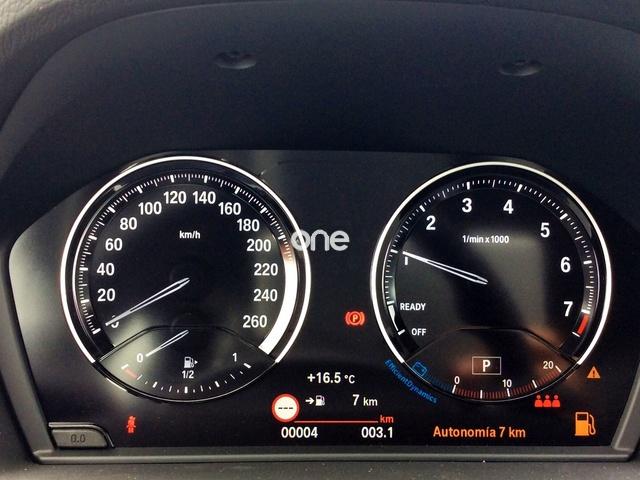 20
40
60
80
100
120
140
160
180
200
220
240
260
km/h
0
1/2
1
one
1
2
3
4
5
6
7
1/min x 1000
READY
OFF
EfficientDynamics
0
10
20
P
(P)
+16.5 °C
7 km
---
km
00004 003.1
Autonomía 7 km
0.0